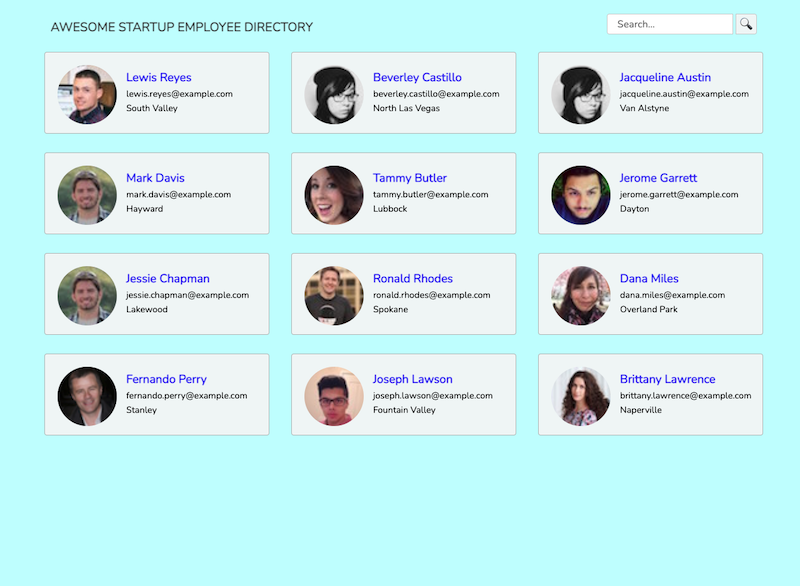 AWESOME STARTUP EMPLOYEE DIRECTORY
Search...
Lewis Reyes
lewis.reyes@example.com
South Valley
Beverley Castillo
beverley.castillo@example.com
North Las Vegas
Jacqueline Austin
jacqueline.austin@example.com
Van Alstyne
Mark Davis
mark.davis@example.com
Hayward
Tammy Butler
tammy.butler@example.com
Lubbock
Jerome Garrett
jerome.garrett@example.com
Dayton
Jessie Chapman
jessie.chapman@example.com
Lakewood
Ronald Rhodes
ronald.rhodes@example.com
Spokane
Dana Miles
dana.miles@example.com
Overland Park
Fernando Perry
fernando.perry@example.com
Stanley
Joseph Lawson
joseph.lawson@example.com
Fountain Valley
Brittany Lawrence
brittany.lawrence@example.com
Naperville